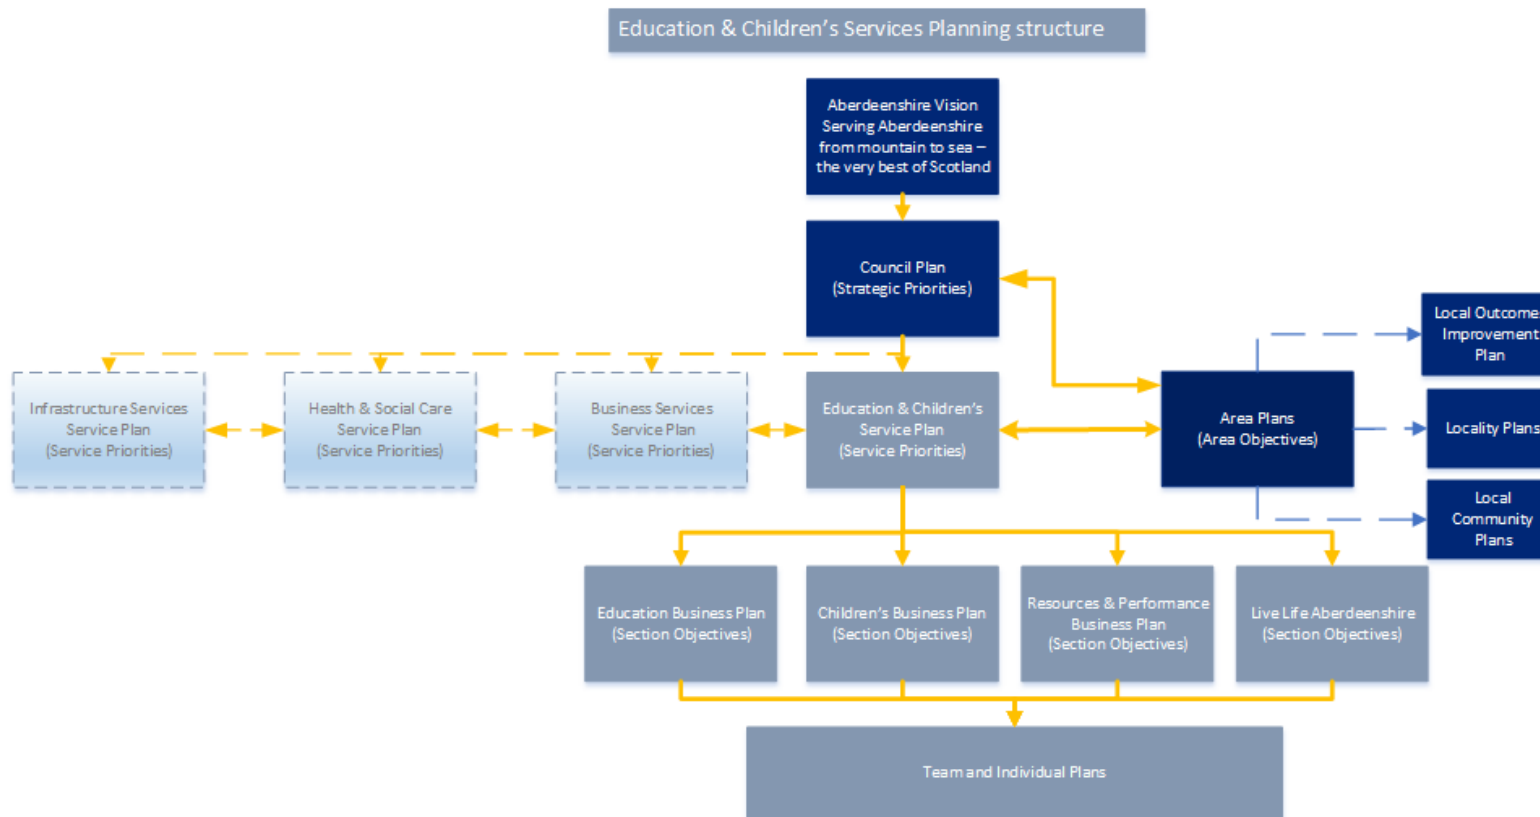 Education & Children's Services Planning structure
Aberdeenshire Vision
Serving Aberdeenshire
from mountain to sea –
the very best of Scotland
Council Plan
(Strategic Priorities)
Local Outcome
Improvement
Plan
Infrastructure Services
Service Plan
(Service Priorities)
Health & Social Care
Service Plan
(Service Priorities)
Business Services
Service Plan
(Service Priorities)
Education & Children's
Service Plan
(Service Priorities)
Area Plans
(Area Objectives)
Locality Plans
Local
Community
Plans
Education Business Plan
(Section Objectives)
Children's Business Plan
(Section Objectives)
Resources & Performance
Business Plan
(Section Objectives)
Live Life Aberdeenshire
(Section Objectives)
Team and Individual Plans